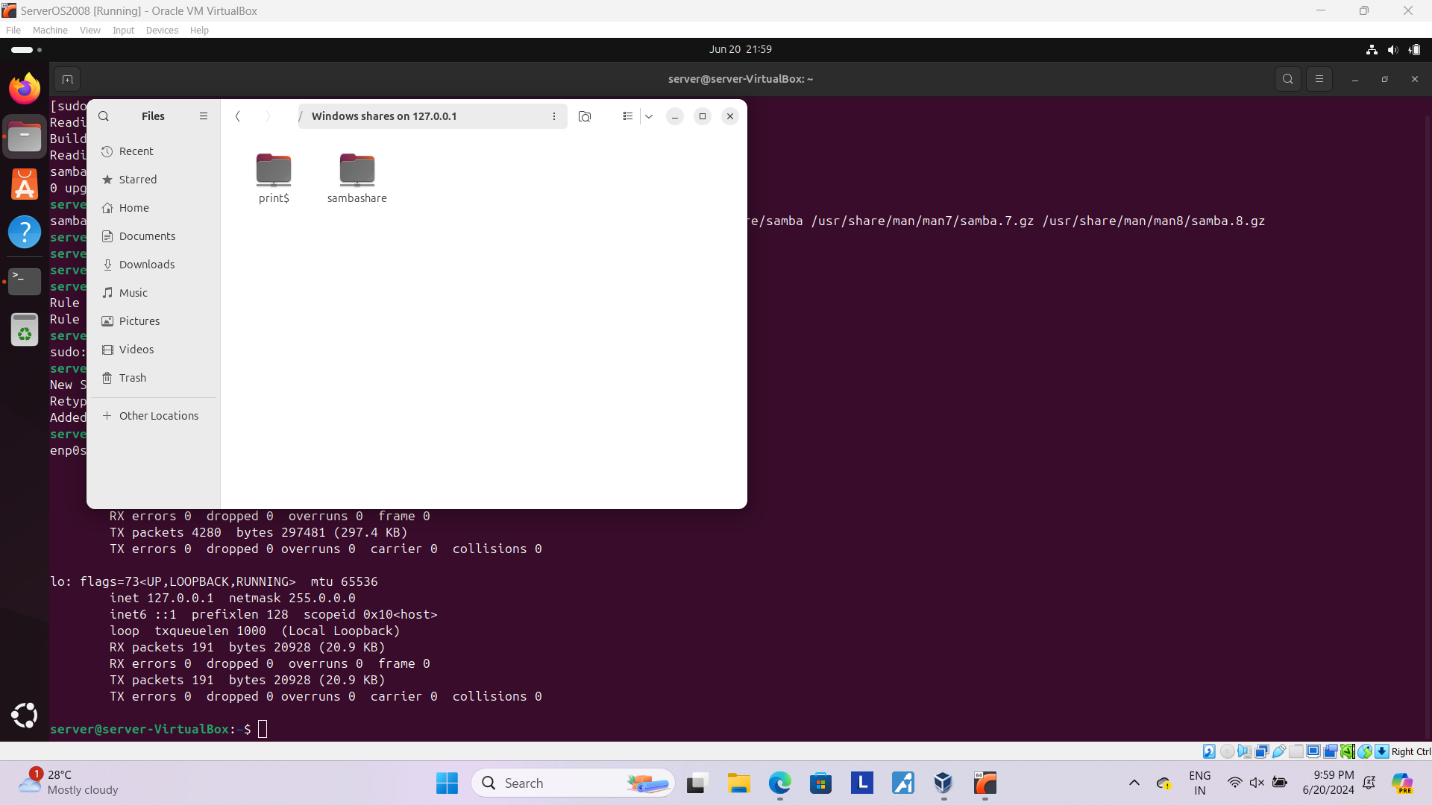 ServerOS2008 [Running] - Oracle VM VirtualBox
File Machine View Input Devices Help
Jun 20 21:59
server@server-VirtualBox: ~
[sudo
Readi
Build
Readi
samba
0 upg
serve
samba
re/samba /usr/share/man/man7/samba.7.gz /usr/share/man/man8/samba.8.gz
serve
serve
serve
serve
Rule
Rule
serve
sudo:
serve
New S
Retyp
Added
serve
enp0s
Files
/ Windows shares on 127.0.0.1
Recent
Starred
Home
Documents
Downloads
Music
Pictures
Videos
Trash
+ Other Locations
print$
sambashare
RX errors 0 dropped 0 overruns 0 frame 0
TX packets 4280 bytes 297481 (297.4 KB)
TX errors 0 dropped 0 overruns 0 carrier 0 collisions 0
lo: flags=73<UP,LOOPBACK,RUNNING> mtu 65536
inet 127.0.0.1 netmask 255.0.0.0
inet6 ::1 prefixlen 128 scopeid 0x10<host>
loop txqueuelen 1000 (Local Loopback)
RX packets 191 bytes 20928 (20.9 KB)
RX errors 0 dropped 0 overruns 0 frame 0
TX packets 191 bytes 20928 (20.9 KB)
TX errors 0 dropped 0 overruns 0 carrier 0 collisions 0
server@server-VirtualBox:~$
Right Ctrl
1
28°C
Mostly cloudy
Search
L
ENG
IN
9:59 PM
6/20/2024
PRE